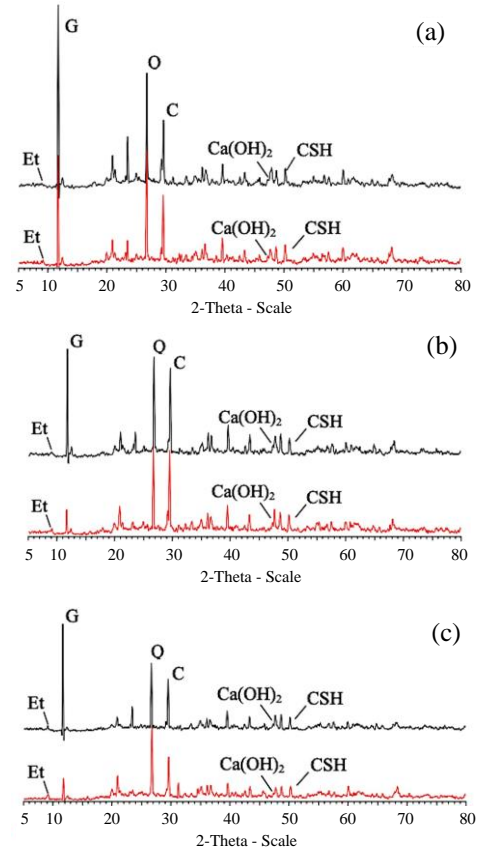 (a)
G
Q
C
Ca(OH)₂
CSH
Et
Ca(OH)₂
CSH
Et
5 10 20 30 40 50 60 70 80
2-Theta - Scale
(b)
G
Q
C
Ca(OH)₂
CSH
Et
Ca(OH)₂
CSH
Et
5 10 20 30 40 50 60 70 80
2-Theta - Scale
(c)
G
Q
C
Ca(OH)₂
CSH
Et
Ca(OH)₂
CSH
Et
5 10 20 30 40 50 60 70 80
2-Theta - Scale